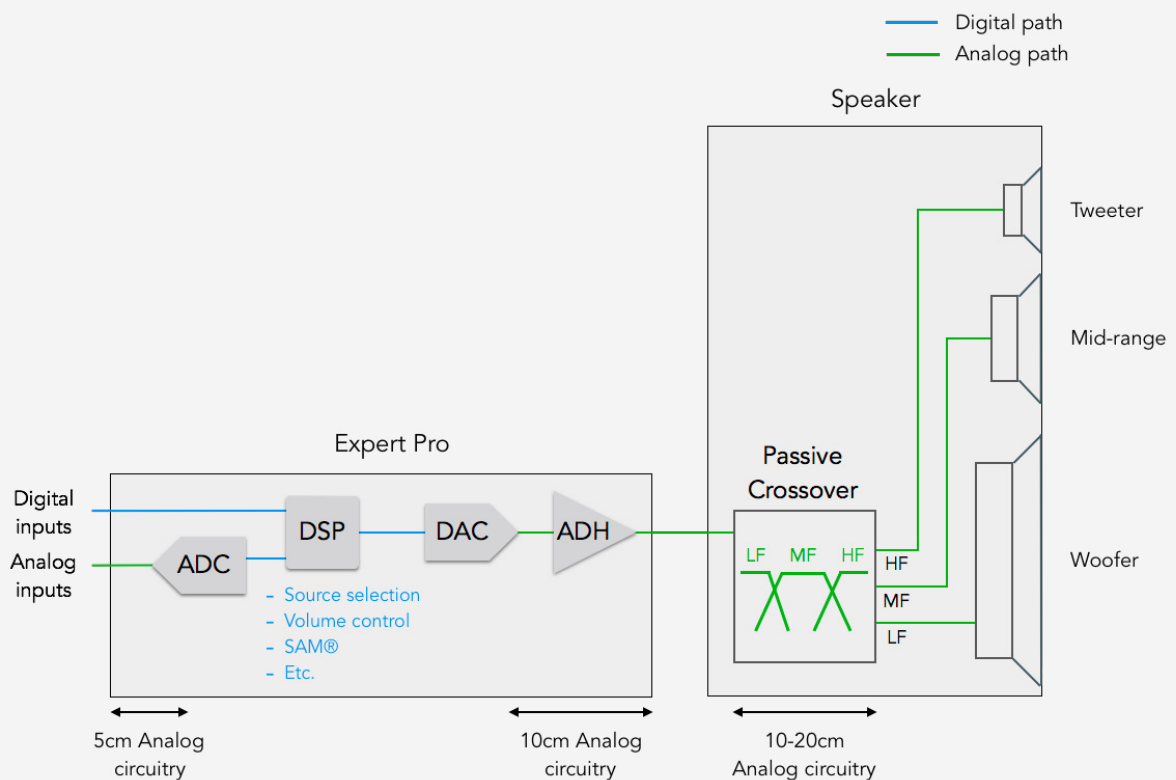 Digital path
Analog path
Speaker
Tweeter
Mid-range
Expert Pro
Passive
Crossover
Digital
inputs
Analog
inputs
ADC
DSP
DAC
ADH
LF MF HF
HF
MF
LF
Woofer
- Source selection
- Volume control
- SAM®
- Etc.
5cm Analog
circuitry
10cm Analog
circuitry
10-20cm
Analog circuitry